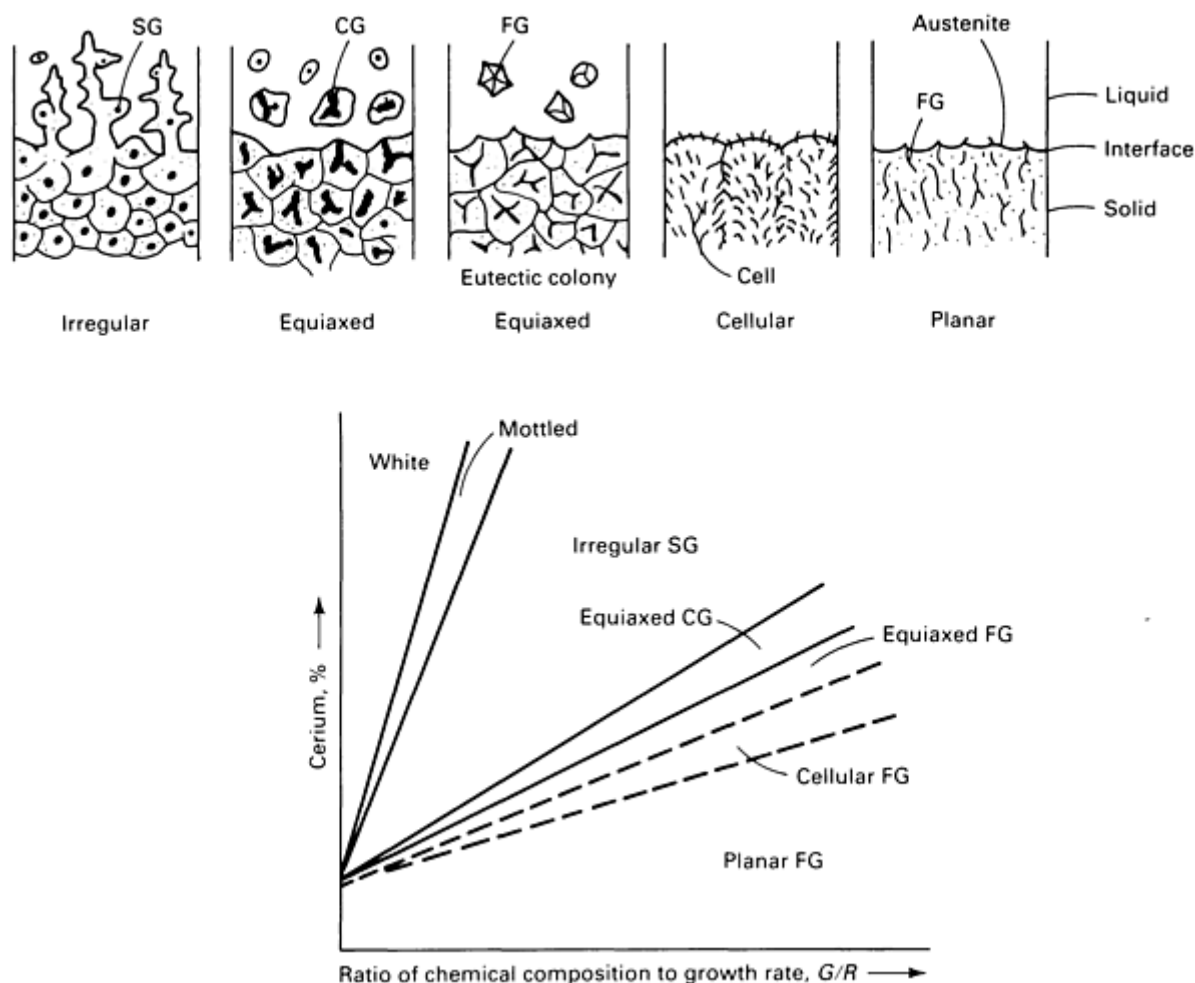 SG
CG
FG
Austenite
FG
Liquid
Interface
Solid
Eutectic colony
Cell
Irregular
Equiaxed
Equiaxed
Cellular
Planar
Mottled
White
Irregular SG
Equiaxed CG
Equiaxed FG
Cerium, %
Cellular FG
Planar FG
Ratio of chemical composition to growth rate, G/R